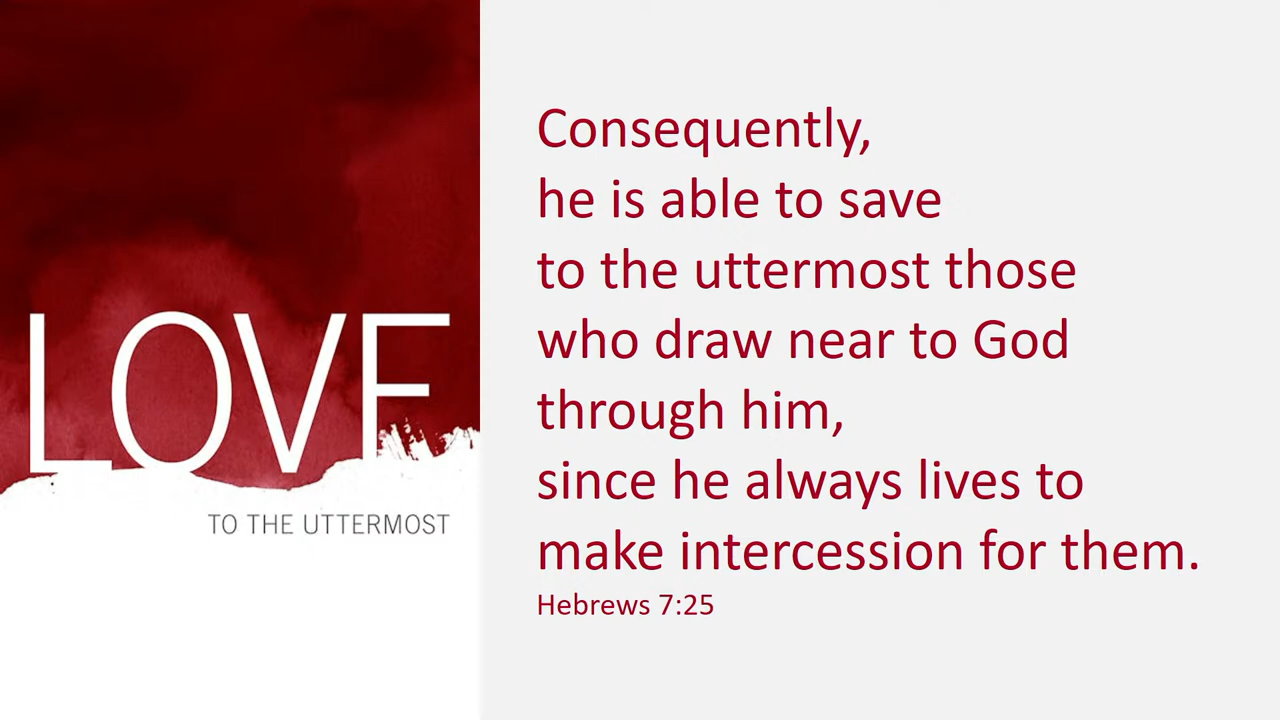 LOVE
TO THE UTTERMOST
Consequently,
he is able to save
to the uttermost those
who draw near to God
through him,
since he always lives to
make intercession for them.
Hebrews 7:25